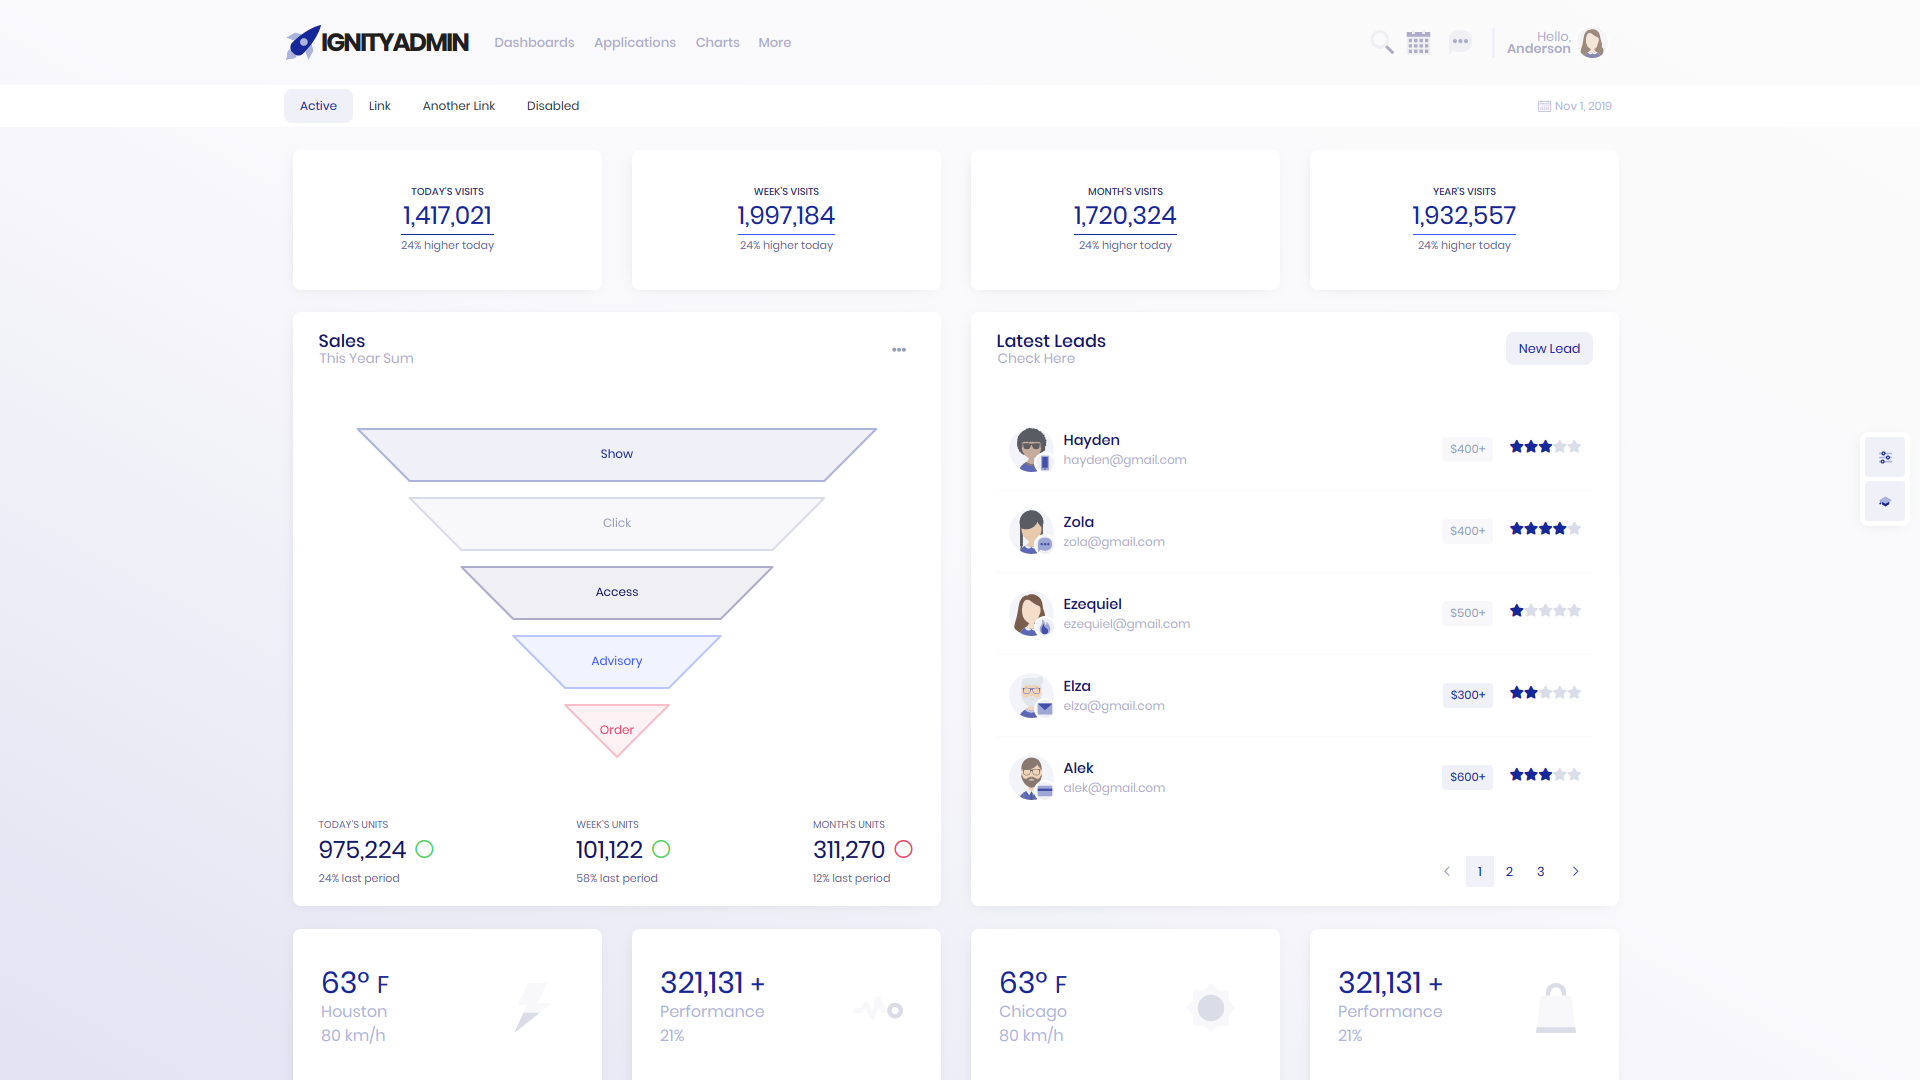 IGNITYADMIN
Dashboards
Applications
Charts
More
Hello,
Anderson
Active
Link
Another Link
Disabled
Nov 1, 2019
TODAY'S VISITS
1,417,021
24% higher today
WEEK'S VISITS
1,997,184
24% higher today
MONTH'S VISITS
1,720,324
24% higher today
YEAR'S VISITS
1,932,557
24% higher today
Sales
This Year Sum
Show
Click
Access
Advisory
Order
TODAY'S UNITS
975,224
24% last period
WEEK'S UNITS
101,122
58% last period
MONTH'S UNITS
311,270
12% last period
Latest Leads
Check Here
New Lead
Hayden
hayden@gmail.com
$400+
Zola
zola@gmail.com
$400+
Ezequiel
ezequiel@gmail.com
$500+
Elza
elza@gmail.com
$300+
Alek
alek@gmail.com
$600+
1
2
3
63° F
Houston
80 km/h
321,131 +
Performance
21%
63° F
Chicago
80 km/h
321,131 +
Performance
21%